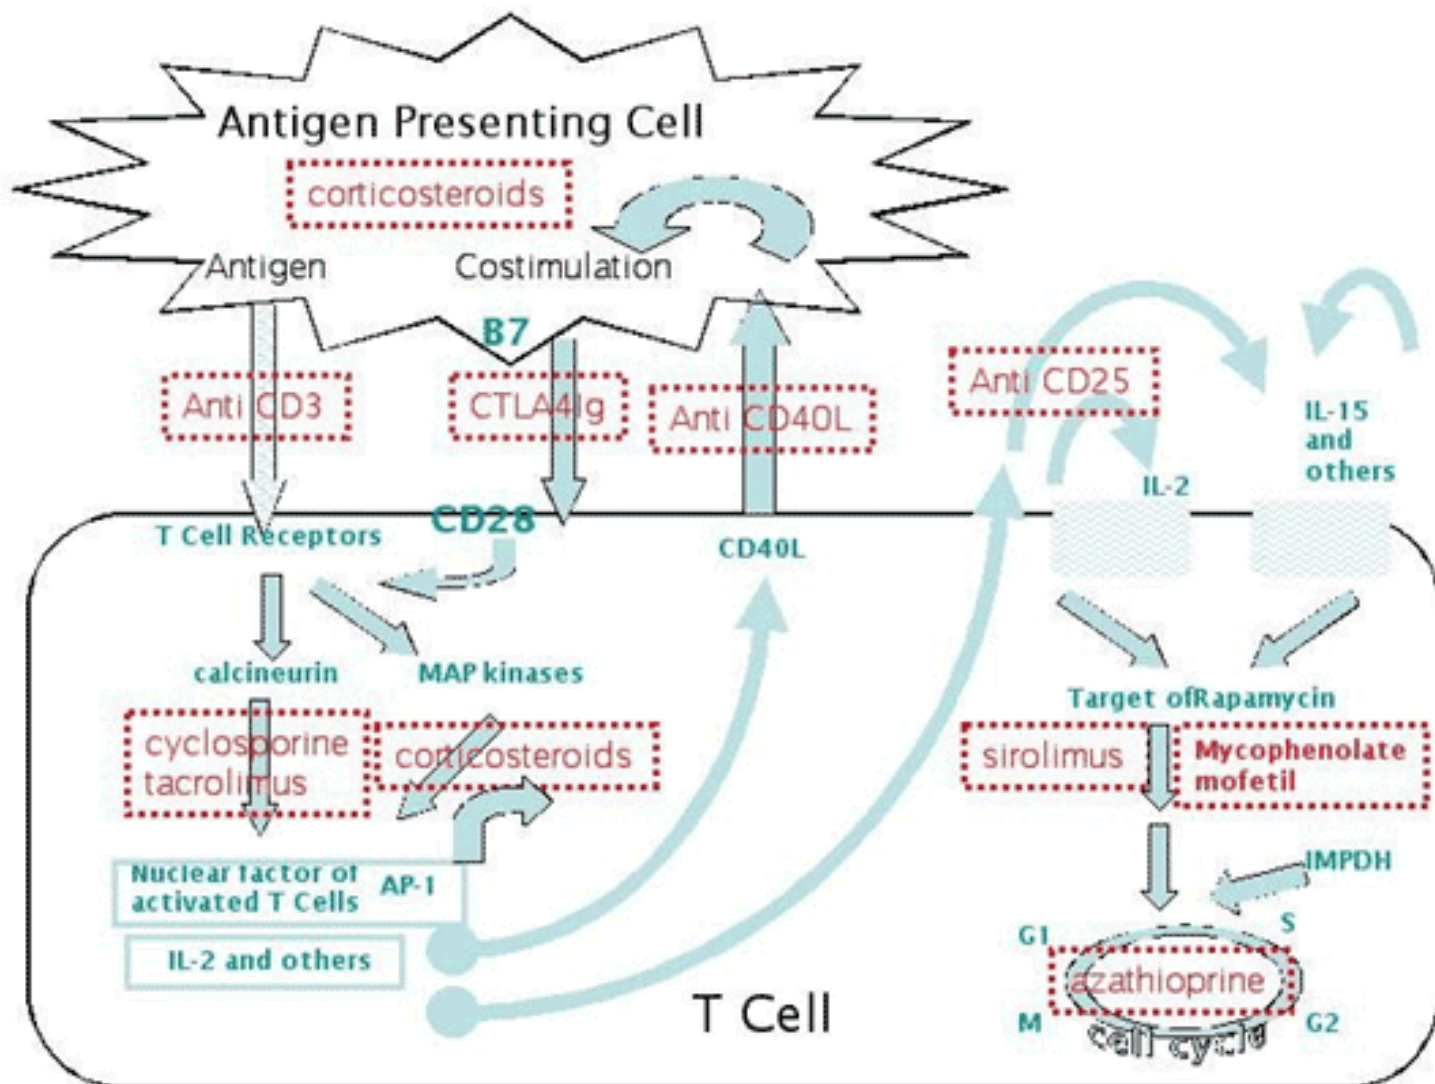 Antigen Presenting Cell
corticosteroids
Antigen
Costimulation
B7
Anti CD3
CTLA4Ig
Anti CD40L
Anti CD25
IL-15
and
others
IL-2
T Cell Receptors
CD28
CD40L
calcineurin
MAP kinases
Target ofRapamycin
cyclosporine
tacrolimus
corticosteroids
sirolimus
Mycophenolate
mofetil
Nuclear factor of
activated T Cells
AP-1
IMPDH
IL-2 and others
G1
S
azathioprine
T Cell
M
G2
cell cycle